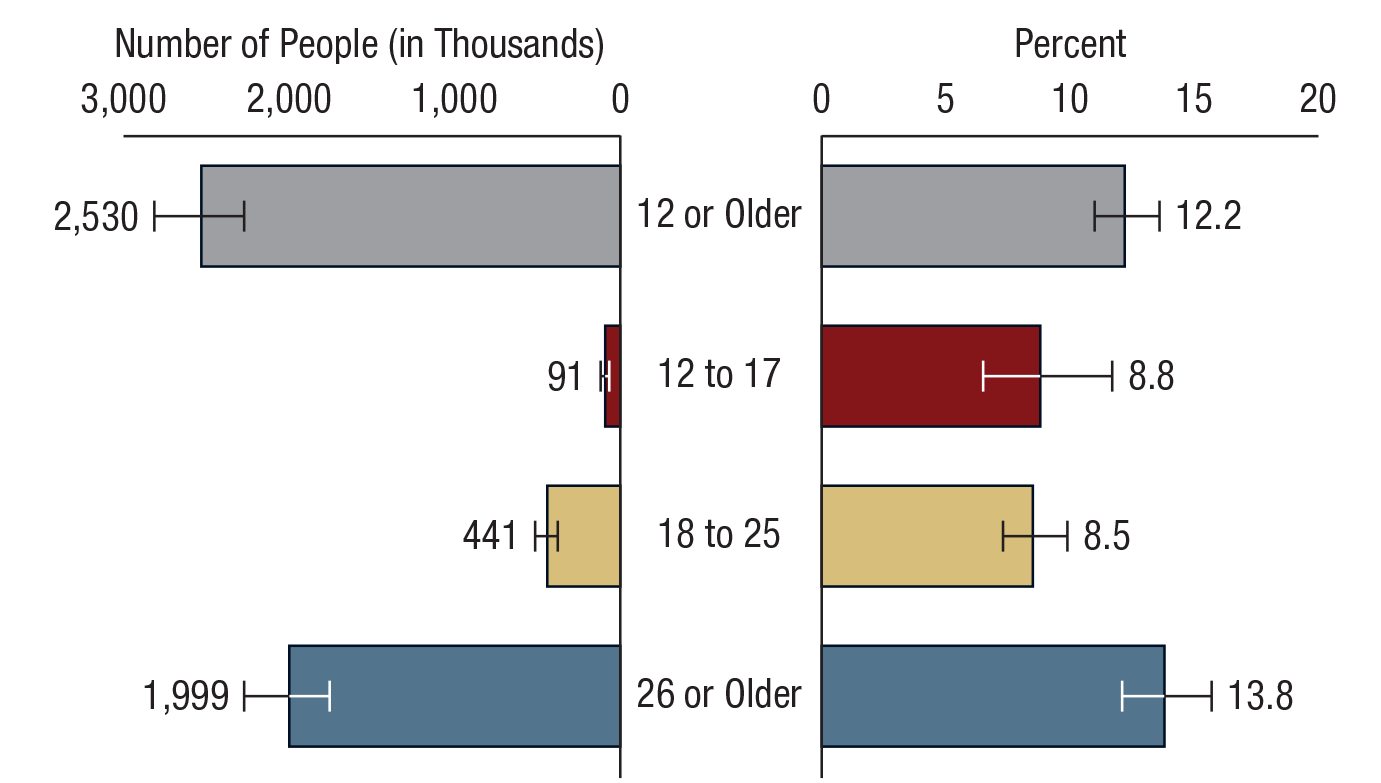 Number of People (in Thousands) Percent
3,000 2,000 1,000 0 0 5 10 15 20
2,530 12 or Older 12.2
91 12 to 17 8.8
441 18 to 25 8.5
1,999 26 or Older 13.8